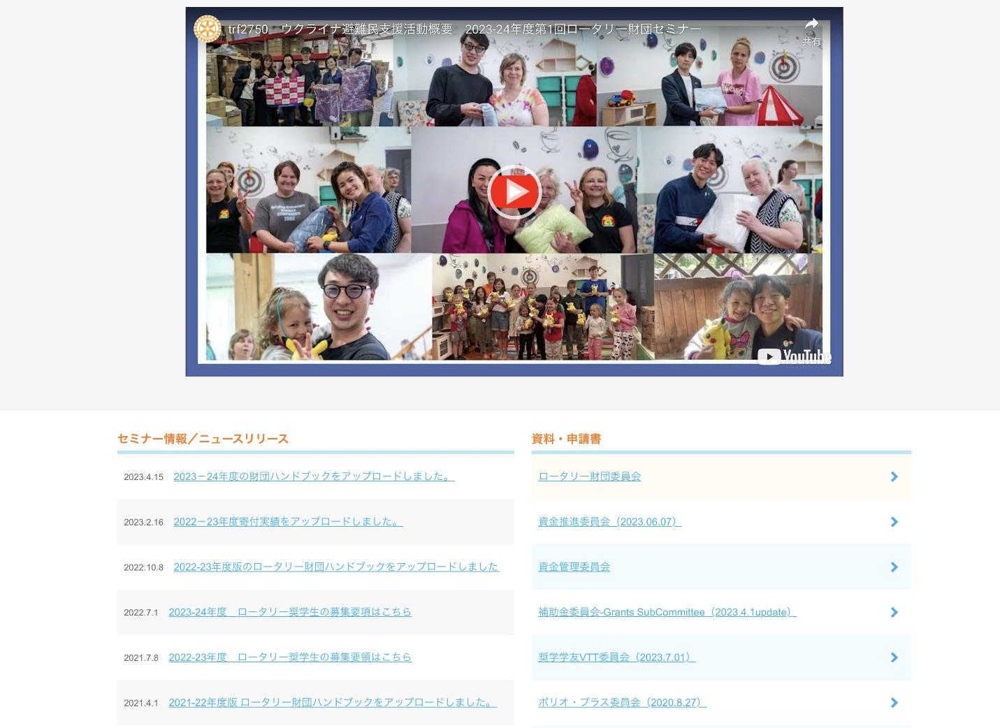 trf2750　ウクライナ避難民支援活動概要　2023-24年度第1回ロータリー財団セミナー
共有
YouTube
セミナー情報／ニュースリリース
2023.4.15 2023－24年度の財団ハンドブックをアップロードしました。
2023.2.16 2022－23年度寄付実績をアップロードしました。
2022.10.8 2022-23年度版のロータリー財団ハンドブックをアップロードしました
2022.7.1 2023-24年度　ロータリー奨学生の募集要項はこちら
2021.7.8 2022-23年度　ロータリー奨学生の募集要領はこちら
2021.4.1 2021-22年度版 ロータリー財団ハンドブックをアップロードしました。
資料・申請書
ロータリー財団委員会
資金推進委員会（2023.06.07）
資金管理委員会
補助金委員会-Grants SubCommittee（2023.4.1update）
奨学学友VTT委員会（2023.7.01）
ポリオ・プラス委員会（2020.8.27）